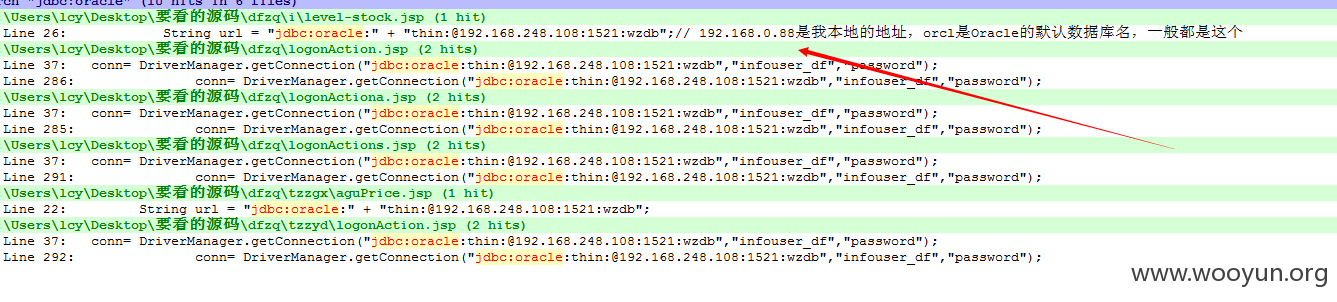 rch "jdbc:oracle" (10 hits in 6 files)
\Users\lcy\Desktop\要看的源码\dfzq\i\level-stock.jsp (1 hit)
Line 26:            String url = "jdbc:oracle:" + "thin:@192.168.248.108:1521:wzdb";// 192.168.0.88是我本地的地址，orcl是Oracle的默认数据库名，一般都是这个
\Users\lcy\Desktop\要看的源码\dfzq\logonAction.jsp (2 hits)
Line 37:   conn= DriverManager.getConnection("jdbc:oracle:thin:@192.168.248.108:1521:wzdb","infouser_df","password");
Line 286:               conn= DriverManager.getConnection("jdbc:oracle:thin:@192.168.248.108:1521:wzdb","infouser_df","password");
\Users\lcy\Desktop\要看的源码\dfzq\logonActiona.jsp (2 hits)
Line 37:   conn= DriverManager.getConnection("jdbc:oracle:thin:@192.168.248.108:1521:wzdb","infouser_df","password");
Line 285:               conn= DriverManager.getConnection("jdbc:oracle:thin:@192.168.248.108:1521:wzdb","infouser_df","password");
\Users\lcy\Desktop\要看的源码\dfzq\logonActions.jsp (2 hits)
Line 37:   conn= DriverManager.getConnection("jdbc:oracle:thin:@192.168.248.108:1521:wzdb","infouser_df","password");
Line 291:               conn= DriverManager.getConnection("jdbc:oracle:thin:@192.168.248.108:1521:wzdb","infouser_df","password");
\Users\lcy\Desktop\要看的源码\dfzq\tzzgx\aguPrice.jsp (1 hit)
Line 22:         String url = "jdbc:oracle:" + "thin:@192.168.248.108:1521:wzdb";
\Users\lcy\Desktop\要看的源码\dfzq\tzzyd\logonAction.jsp (2 hits)
Line 37:   conn= DriverManager.getConnection("jdbc:oracle:thin:@192.168.248.108:1521:wzdb","infouser_df","password");
Line 292:               conn= DriverManager.getConnection("jdbc:oracle:thin:@192.168.248.108:1521:wzdb","infouser_df","password");
www.wooyun.org